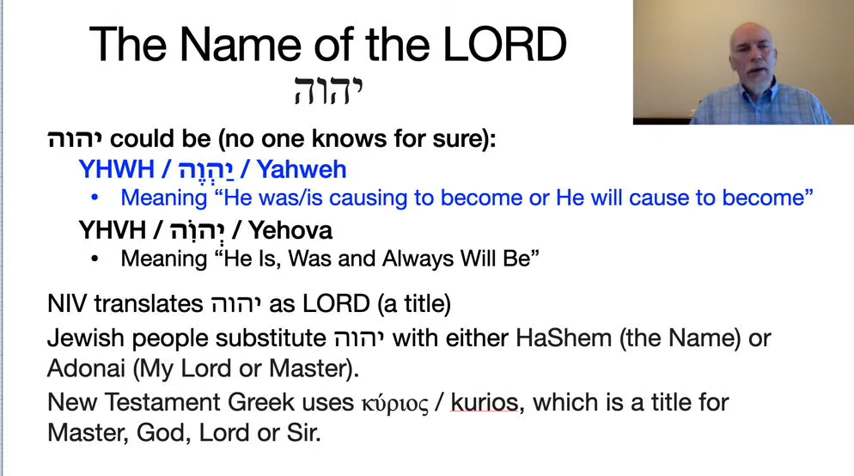 The Name of the LORD
יהוה
יהוה could be (no one knows for sure):
YHWH / יַהְוֶה / Yahweh
• Meaning “He was/is causing to become or He will cause to become”
YHVH / יְהוִֹה / Yehova
• Meaning “He Is, Was and Always Will Be”
NIV translates יהוה as LORD (a title)
Jewish people substitute יהוה with either HaShem (the Name) or
Adonai (My Lord or Master).
New Testament Greek uses κύριος / kurios, which is a title for
Master, God, Lord or Sir.